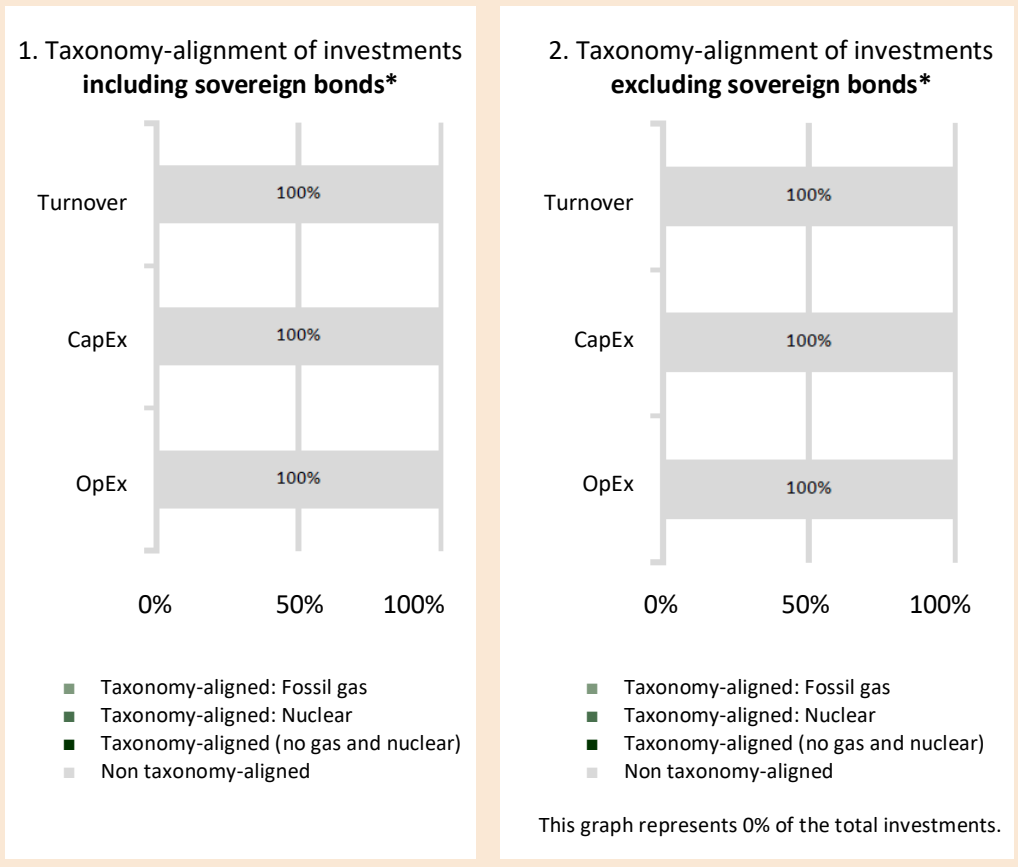 1. Taxonomy-alignment of investments
including sovereign bonds*
Turnover
100%
CapEx
100%
OpEx
100%
0% 50% 100%
Taxonomy-aligned: Fossil gas
Taxonomy-aligned: Nuclear
Taxonomy-aligned (no gas and nuclear)
Non taxonomy-aligned
2. Taxonomy-alignment of investments
excluding sovereign bonds*
Turnover
100%
CapEx
100%
OpEx
100%
0% 50% 100%
Taxonomy-aligned: Fossil gas
Taxonomy-aligned: Nuclear
Taxonomy-aligned (no gas and nuclear)
Non taxonomy-aligned
This graph represents 0% of the total investments.